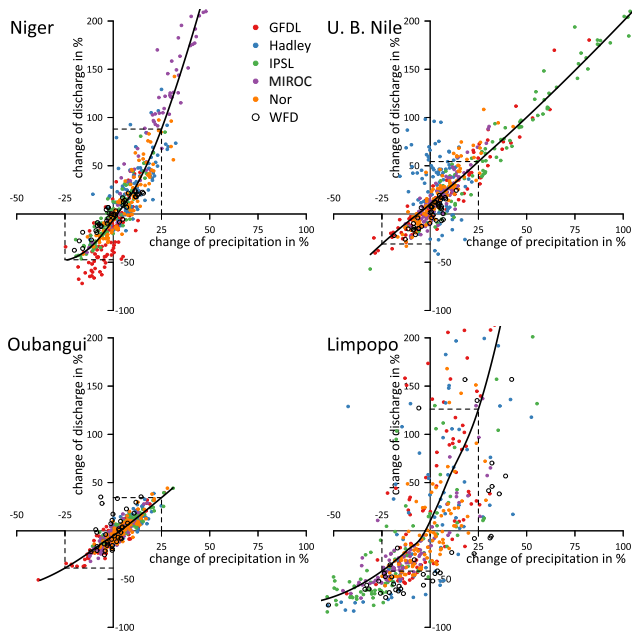 Niger
change of discharge in %
200
150
100
50
-50
-100
-50
-25
25
50
75
100
change of precipitation in %
GFDL
Hadley
IPSL
MIROC
Nor
WFD
U. B. Nile
change of discharge in %
200
150
100
50
-50
-100
-50
-25
25
50
75
100
change of precipitation in %
Oubangui
change of discharge in %
200
150
100
50
-50
-100
-50
-25
25
50
75
100
change of precipitation in %
Limpopo
change of discharge in %
200
150
100
50
-50
-100
-50
-25
25
50
75
100
change of precipitation in %